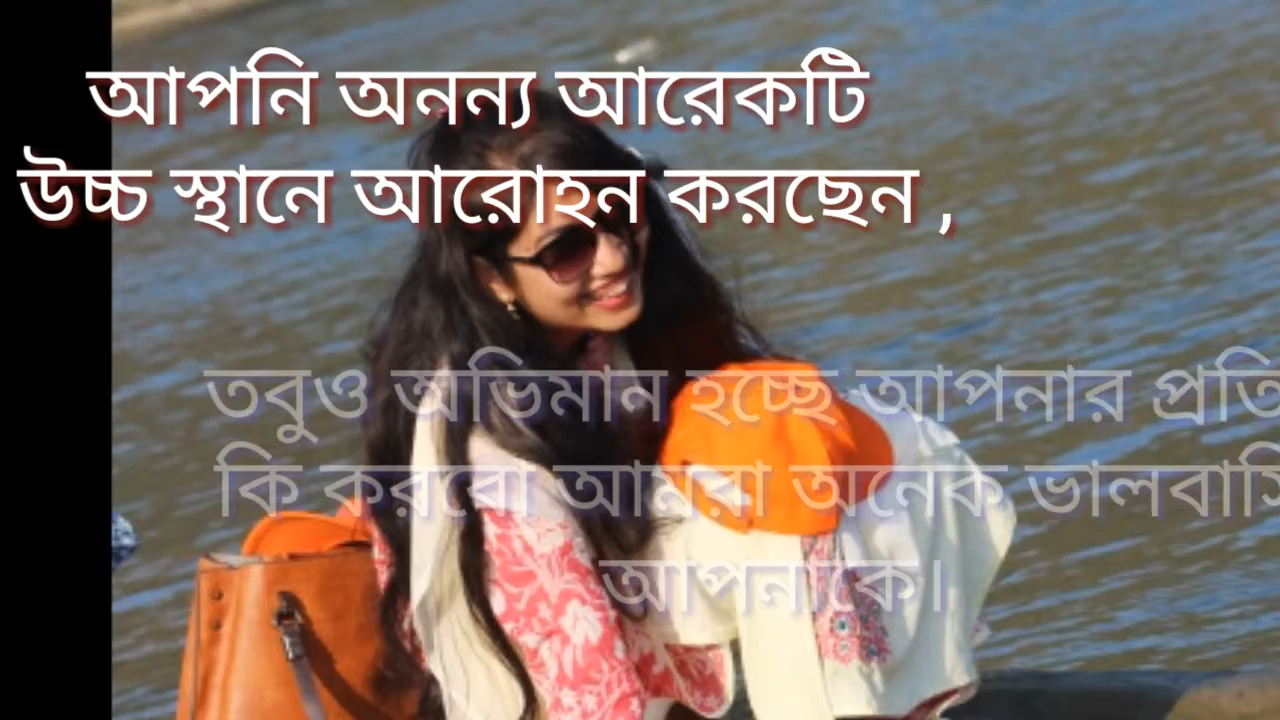 আপনি অনন্য আরেকটি
উচ্চ স্থানে আরোহন করছেন ,
তবুও অভিমান হচ্ছে আপনার প্রতি
কি করবো আমরা অনেক ভালবাসি
আপনাকে।